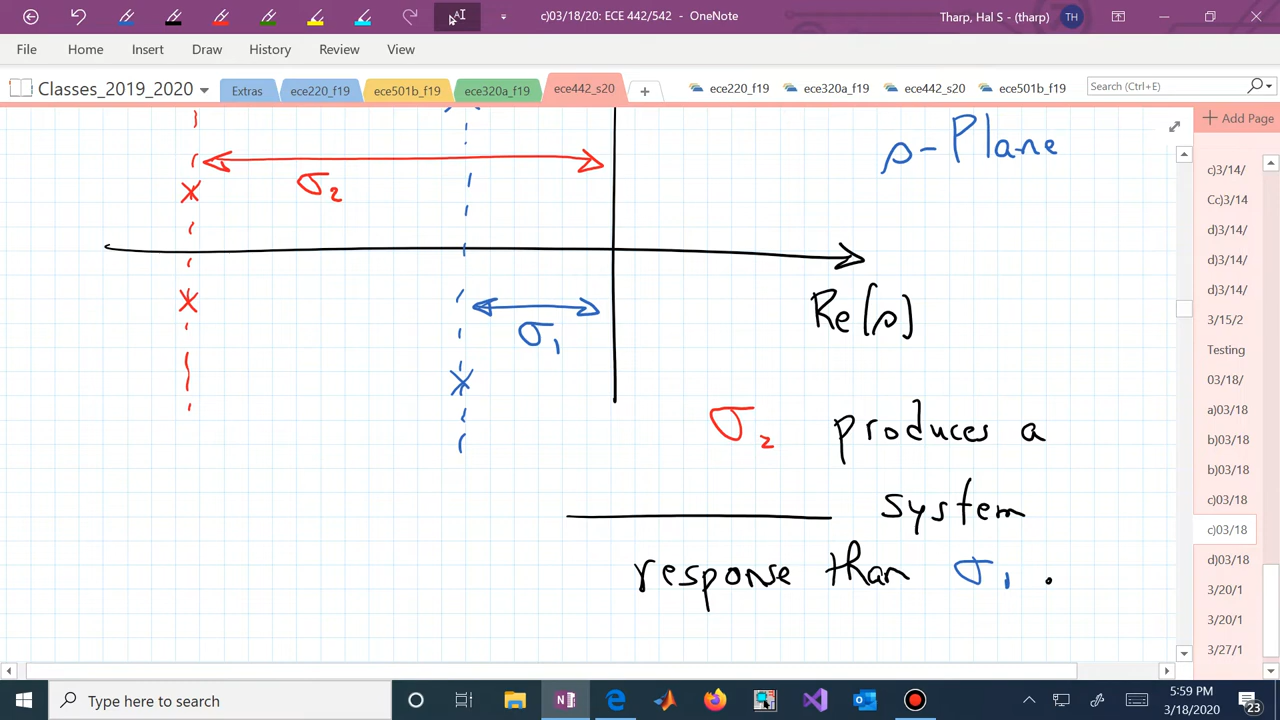 c)03/18/20: ECE 442/542 - OneNote
Tharp, Hal S - (tharp)
TH
File Home Insert Draw History Review View
Classes_2019_2020
Extras
ece220_f19
ece501b_f19
ece320a_f19
ece442_s20
ece220_f19
ece320a_f19
ece442_s20
ece501b_f19
Search (Ctrl+E)
Add Page
s-Plane
σ₂
Re[s]
σ₁
σ₂ produces a
system
response than σ₁ .
c)3/14/
Cc)3/14
d)3/14/
d)3/14/
d)3/14/
3/15/2
Testing
03/18/
a)03/18
b)03/18
b)03/18
c)03/18
c)03/18
d)03/18
3/20/1
3/20/1
3/27/1
Type here to search
5:59 PM
3/18/2020
23